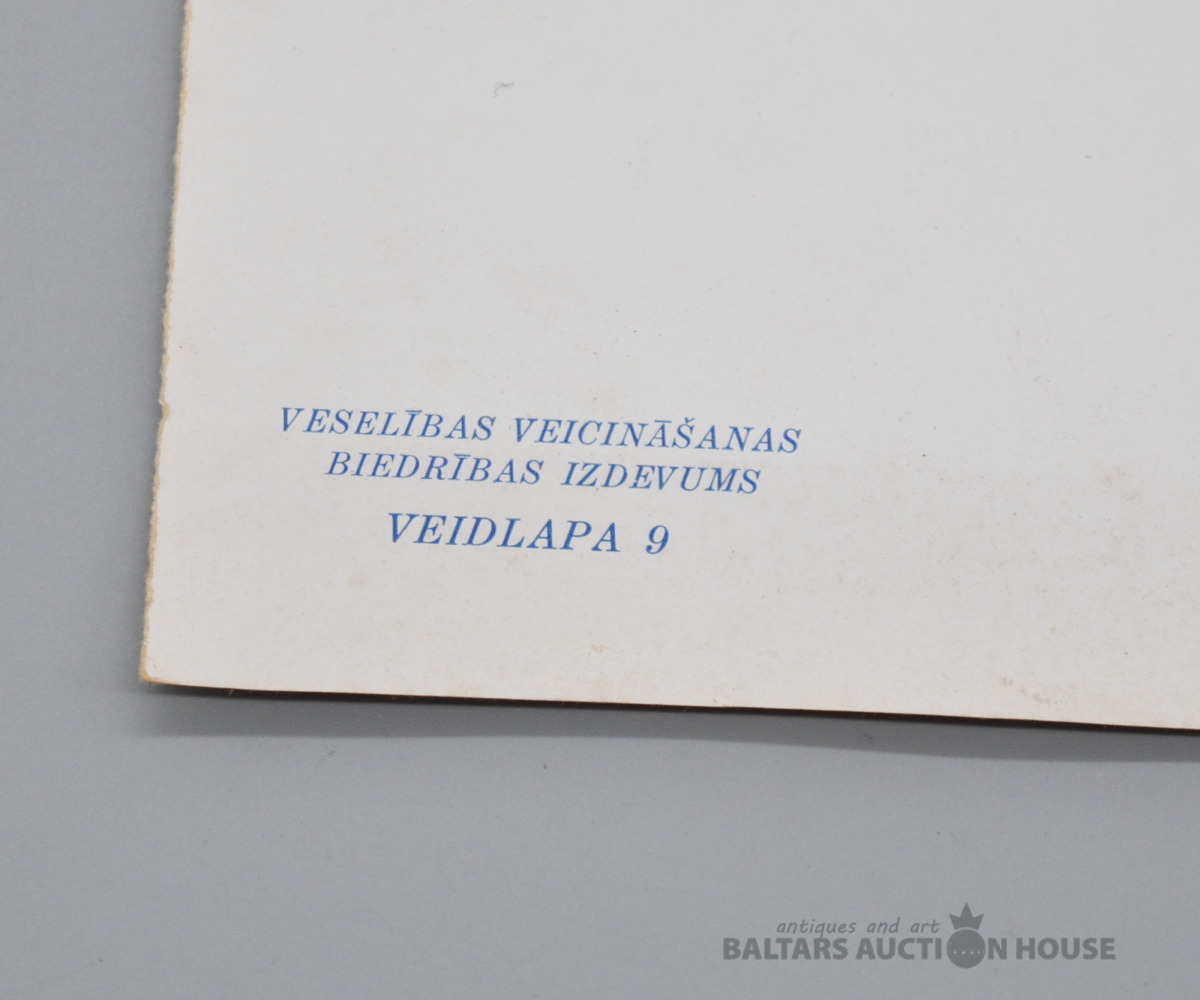 VESELĪBAS VEICINĀŠANAS
BIEDRĪBAS IZDEVUMS
VEIDLAPA 9
antiques and art
BALTARS AUCTION HOUSE